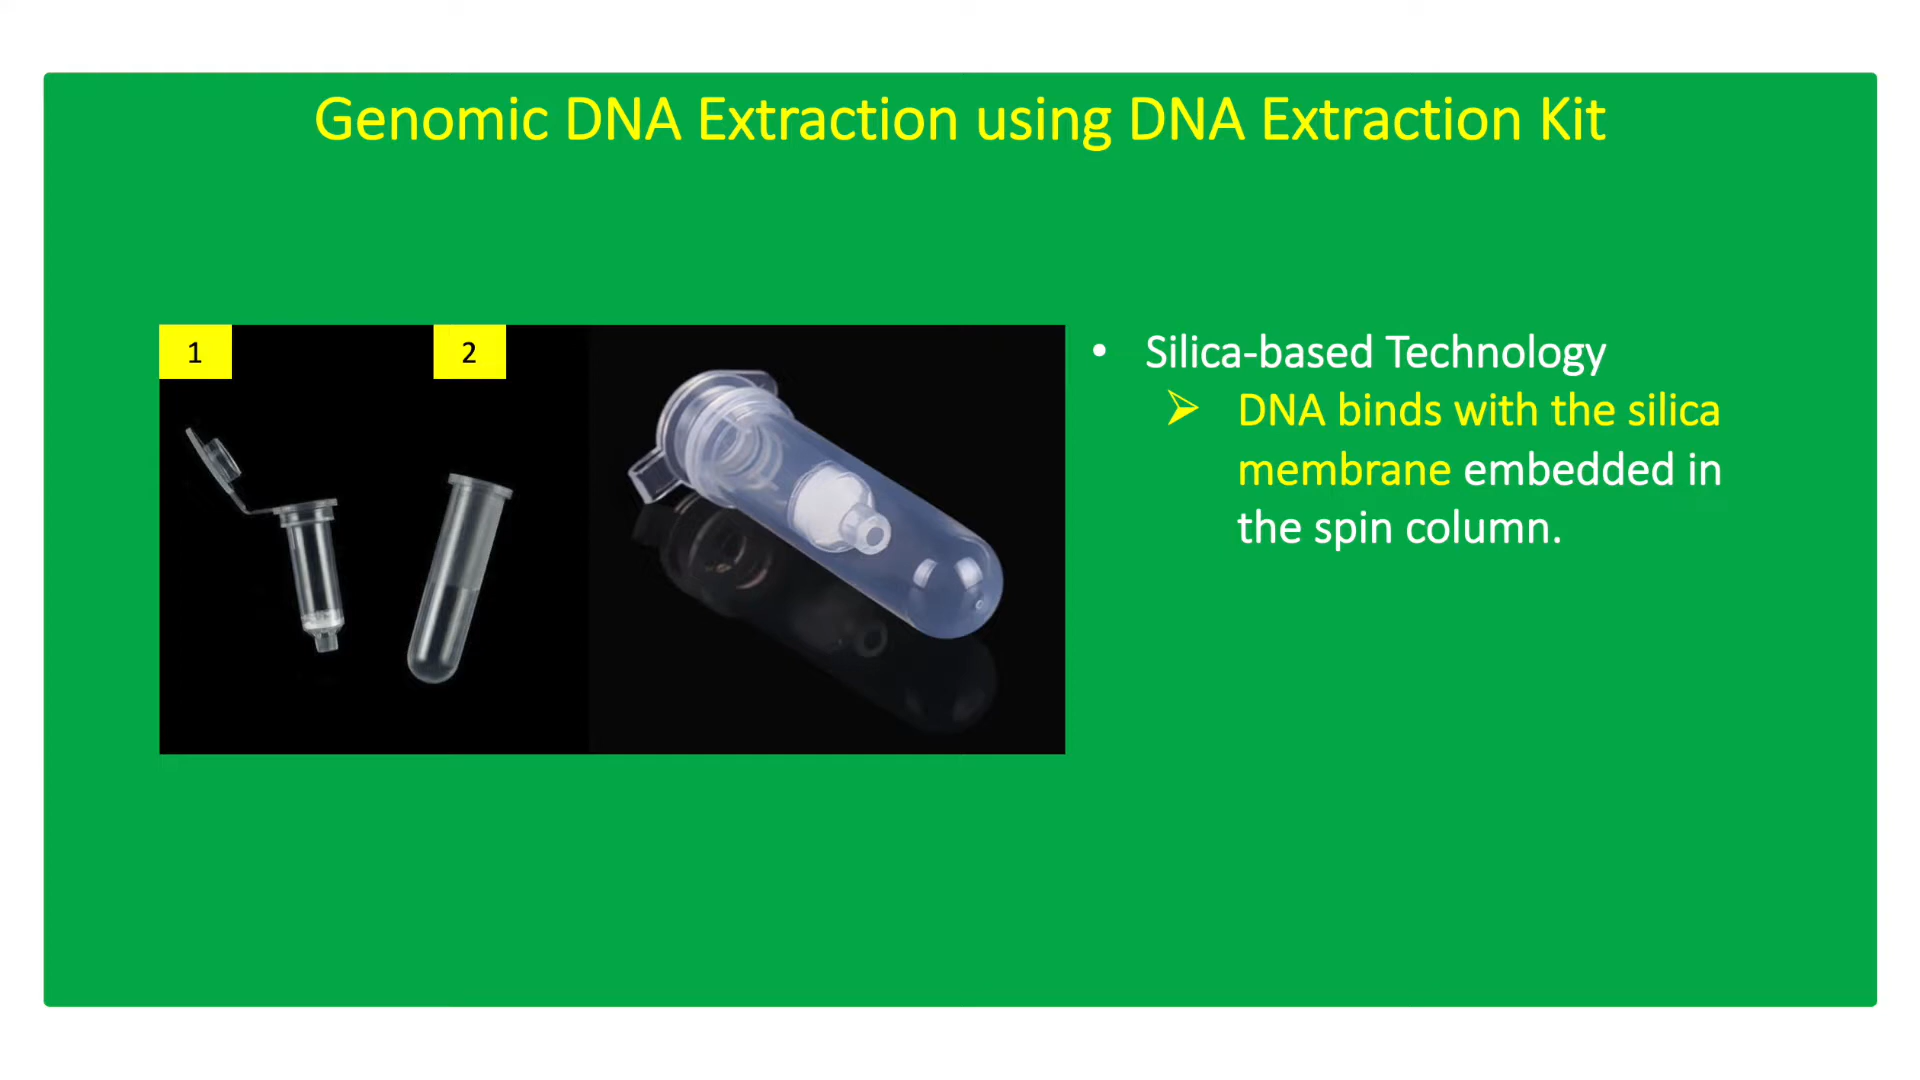 Genomic DNA Extraction using DNA Extraction Kit
1
2
• Silica-based Technology
➢ DNA binds with the silica
membrane embedded in
the spin column.